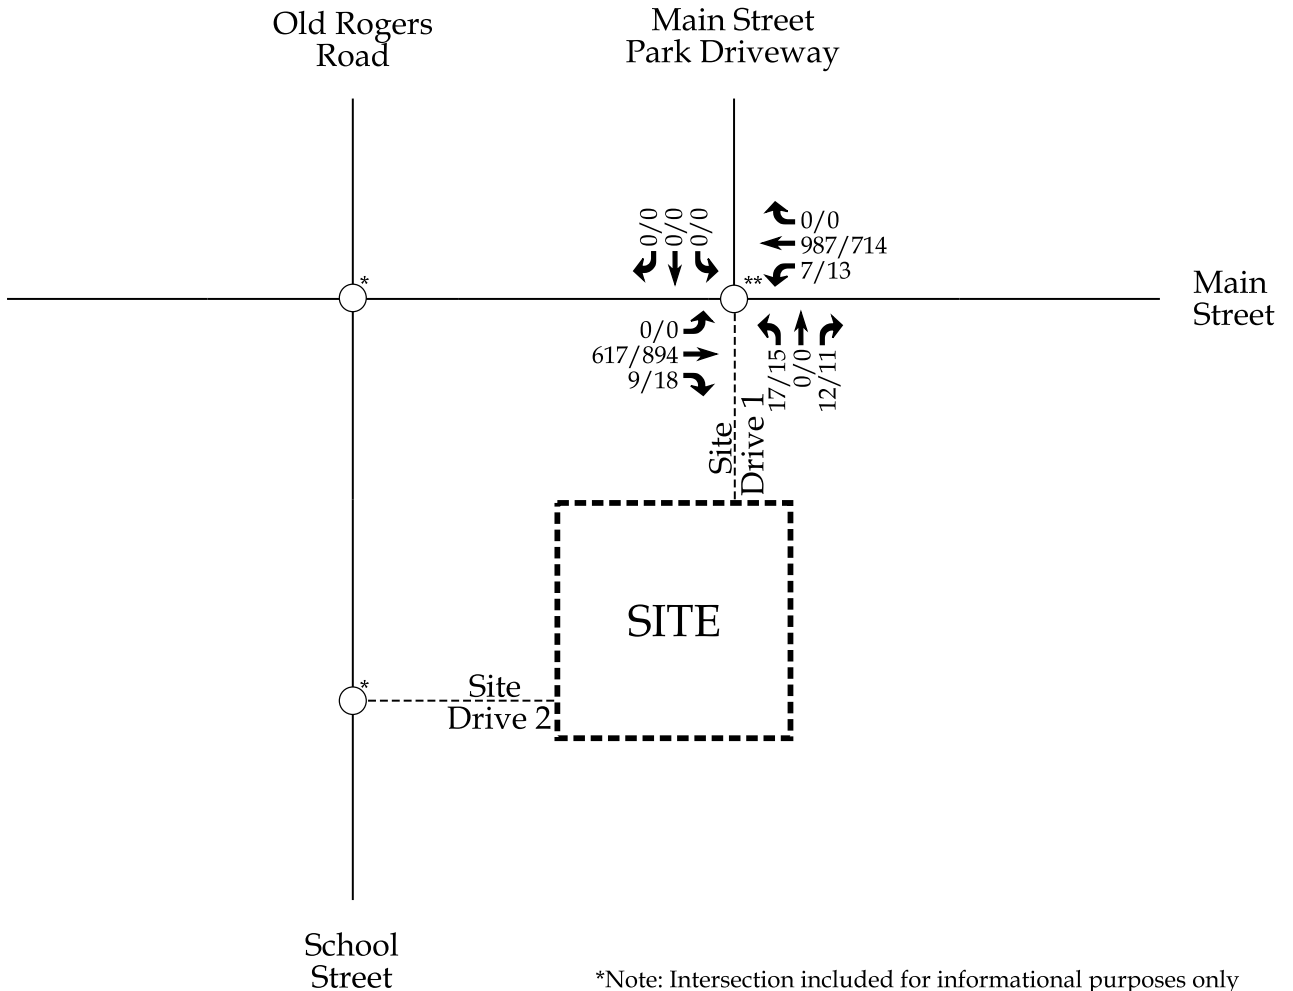 Old Rogers
Road
Main Street
Park Driveway
0/0
0/0
0/0
0/0
987/714
7/13
*
**
Main
Street
0/0
617/894
9/18
17/15
0/0
12/11
Site
Drive 1
SITE
*
Site
Drive 2
School
Street
*Note: Intersection included for informational purposes only